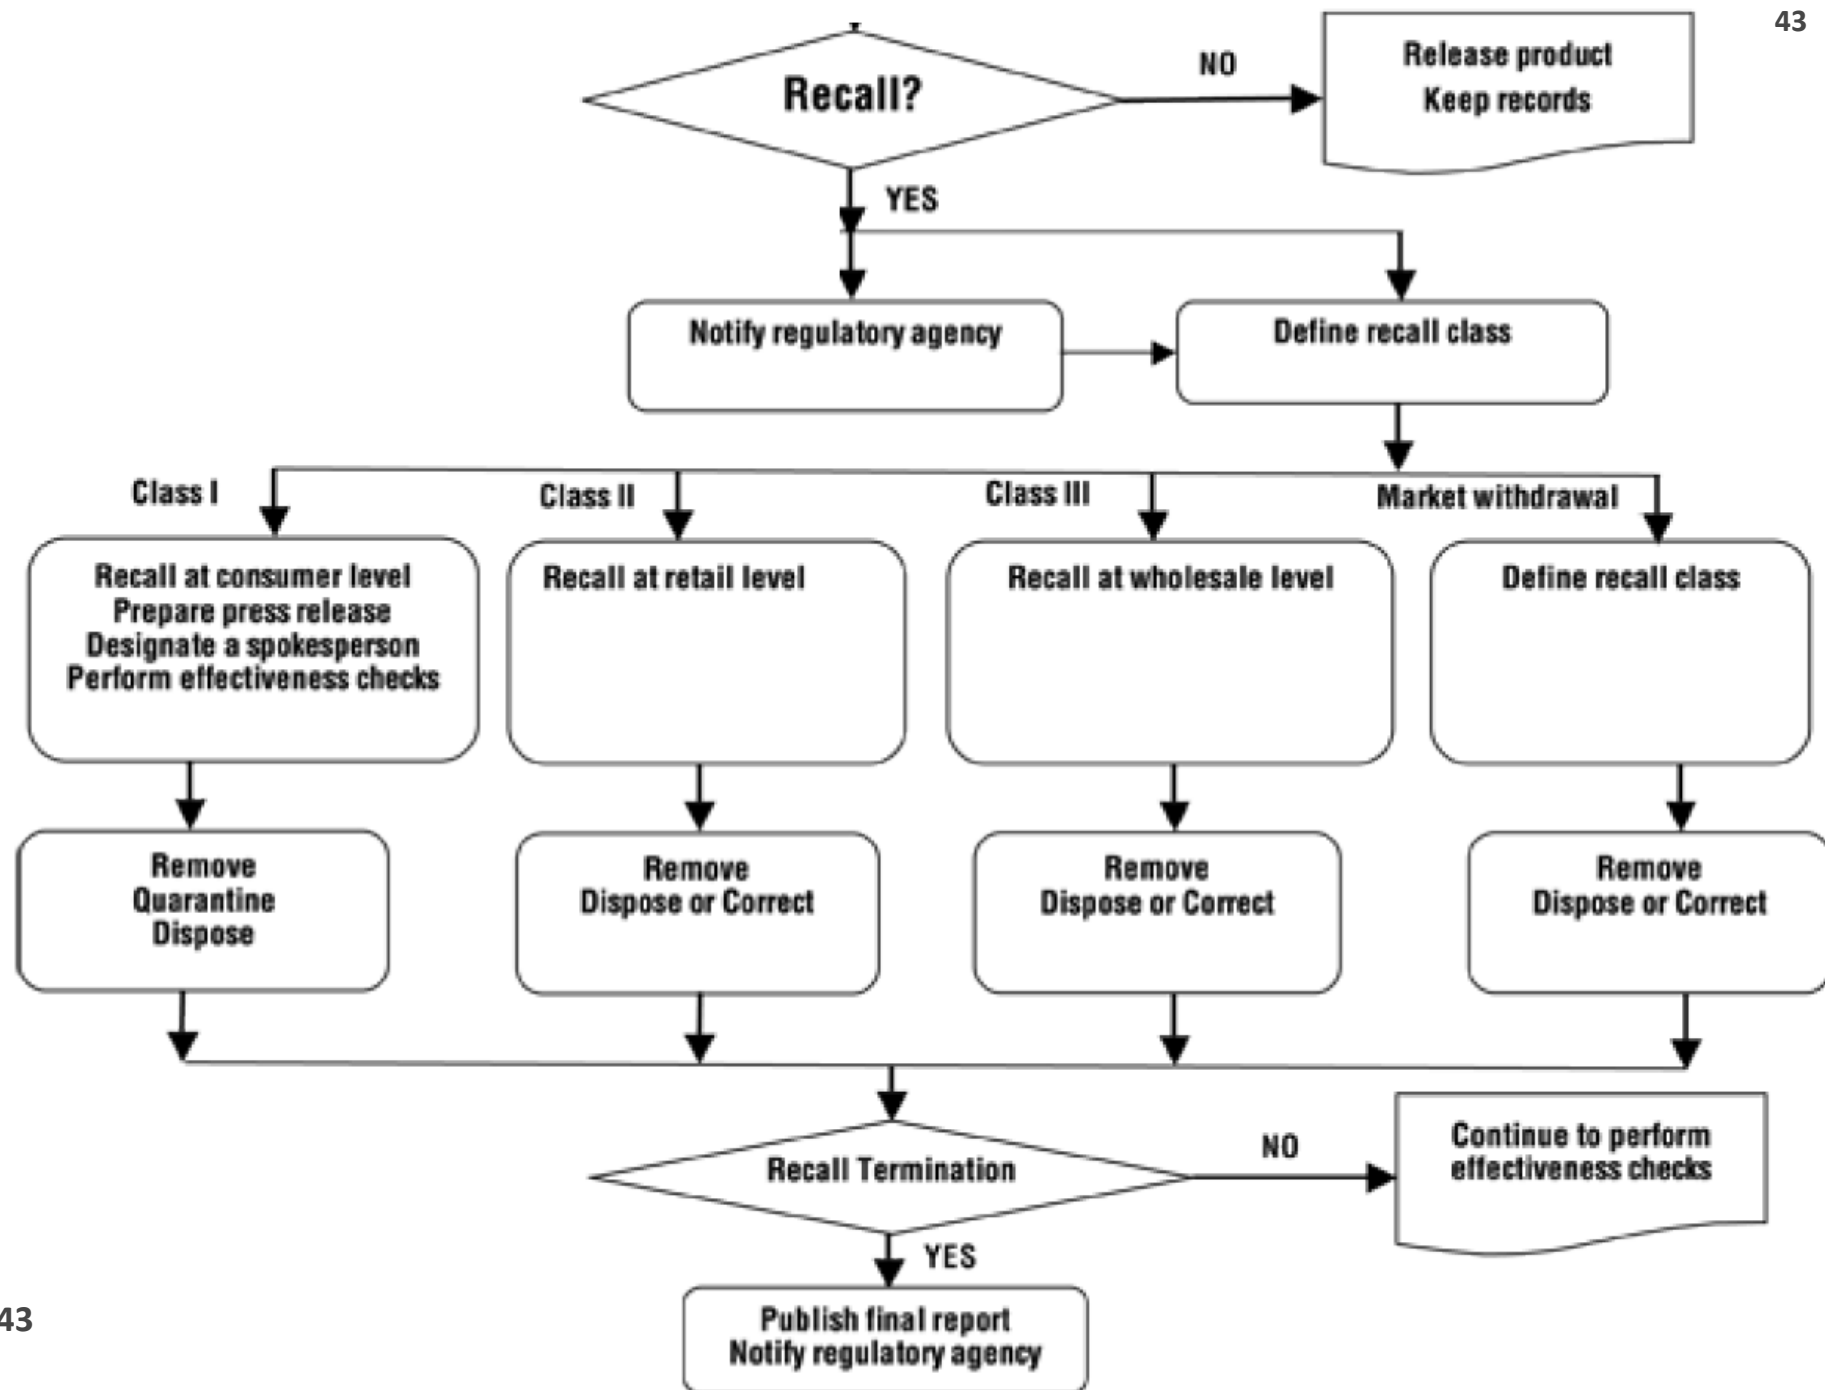 43
Recall?
NO
Release product
Keep records
YES
Notify regulatory agency
Define recall class
Class I
Class II
Class III
Market withdrawal
Recall at consumer level
Prepare press release
Designate a spokesperson
Perform effectiveness checks
Recall at retail level
Recall at wholesale level
Define recall class
Remove
Quarantine
Dispose
Remove
Dispose or Correct
Remove
Dispose or Correct
Remove
Dispose or Correct
Recall Termination
NO
Continue to perform
effectiveness checks
YES
Publish final report
Notify regulatory agency
43